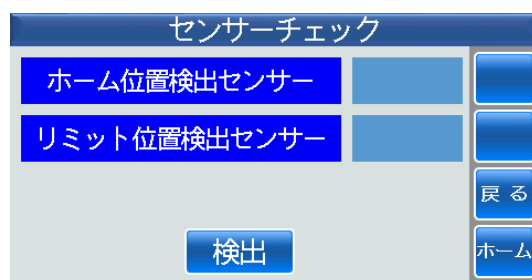 センサーチェック
ホーム位置検出センサー
リミット位置検出センサー
戻る
検出
ホーム